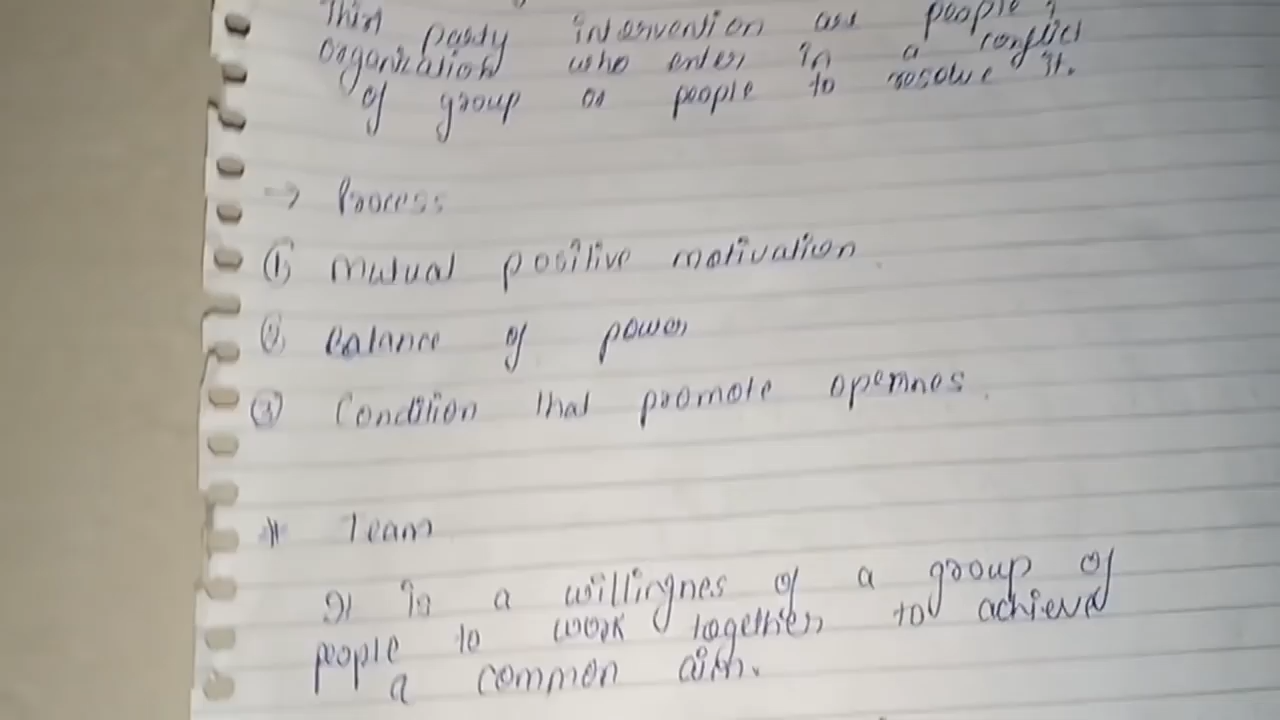 Third party intervention are people,
organization who enter in a conflict
of group or people to resolve it.
→ Process
① Mutual positive motivation
② Balance of power
③ Condition that promote opennes.
* Team
It is a willingnes of a group of
people to work together to achieve
a common aim.